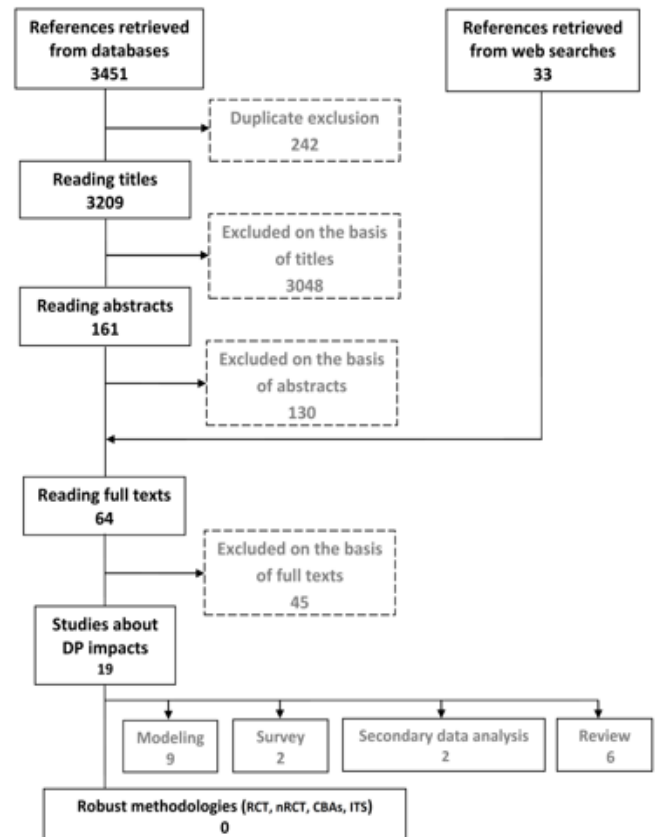 References retrieved
from databases
3451
References retrieved
from web searches
33
Duplicate exclusion
242
Reading titles
3209
Excluded on the basis
of titles
3048
Reading abstracts
161
Excluded on the basis
of abstracts
130
Reading full texts
64
Excluded on the basis
of full texts
45
Studies about
DP impacts
19
Modeling
9
Survey
2
Secondary data analysis
2
Review
6
Robust methodologies (RCT, nRCT, CBAs, ITS)
0